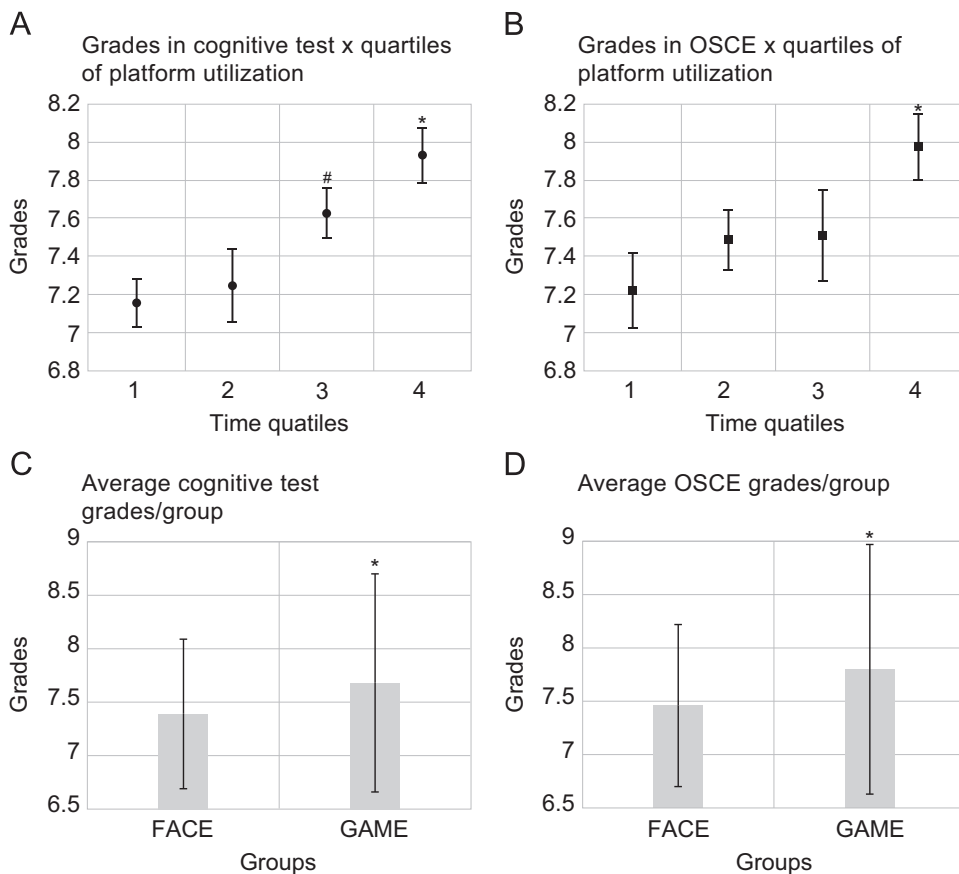 A
Grades in cognitive test x quartiles
of platform utilization
Grades
8.2
8
7.8
7.6
7.4
7.2
7
6.8
#
*
1 2 3 4
Time quatiles
B
Grades in OSCE x quartiles of
platform utilization
Grades
8.2
8
7.8
7.6
7.4
7.2
7
6.8
*
1 2 3 4
Time quatiles
C
Average cognitive test
grades/group
Grades
9
8.5
8
7.5
7
6.5
*
FACE GAME
Groups
D
Average OSCE grades/group
Grades
9
8.5
8
7.5
7
6.5
*
FACE GAME
Groups